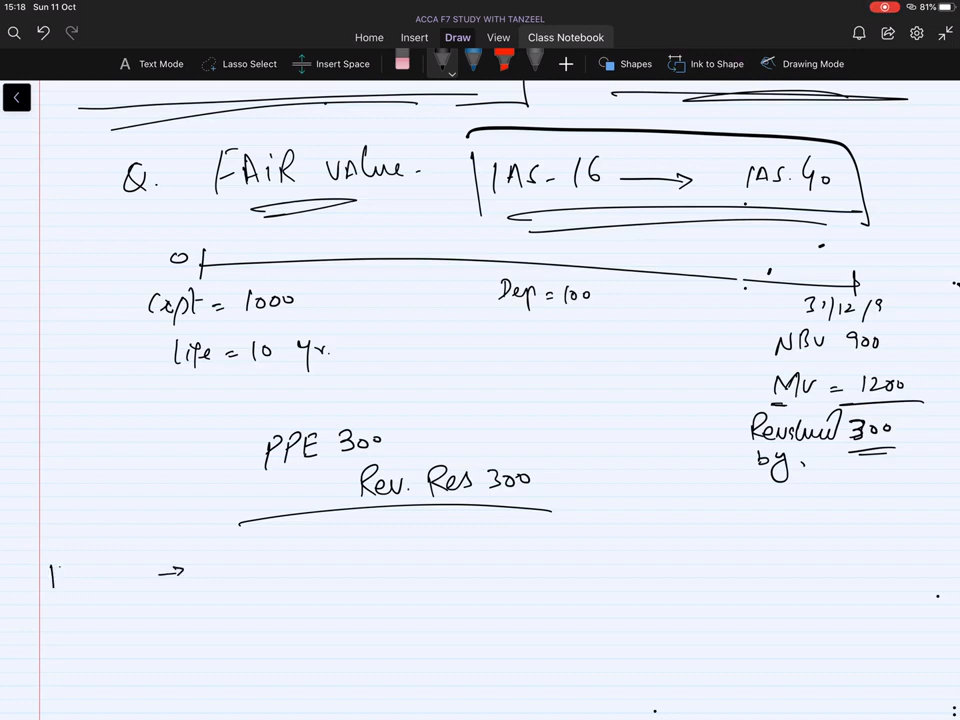 15:18 Sun 11 Oct
81%
ACCA F7 STUDY WITH TANZEEL
Home Insert Draw View Class Notebook
Text Mode Lasso Select Insert Space Shapes Ink to Shape Drawing Mode
Q. FAIR VALUE. IAS-16 → IAS.40
0
Cost = 1000
Dep = 100
31/12/9
life = 10 yr.
NBV 900
MV = 1200
PPE 300
Revalued 300
by.
Rev. Res 300
→